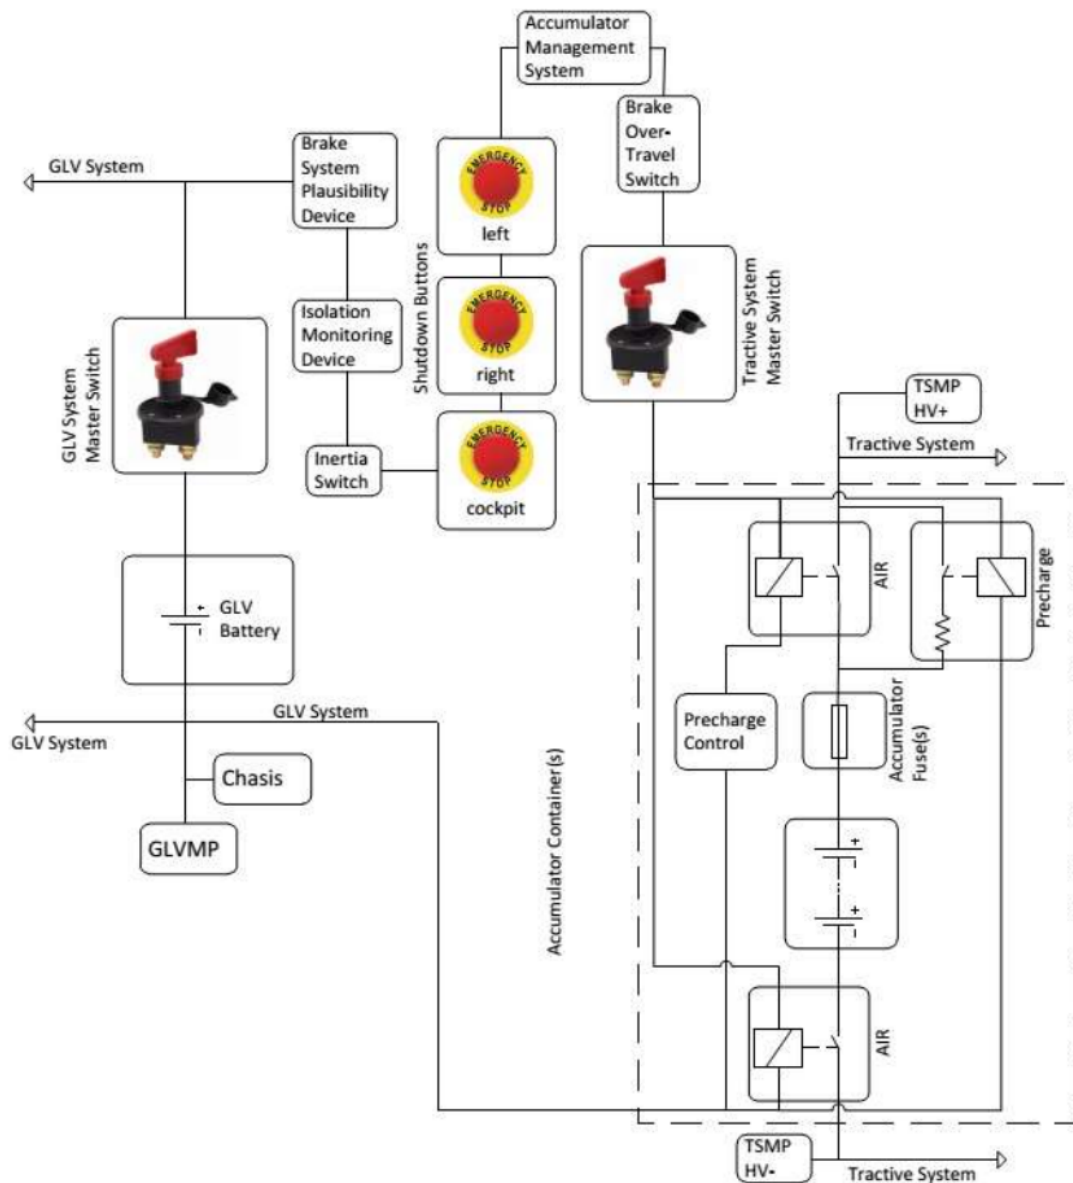 Accumulator
Management
System
Brake
Over-
Travel
Switch
GLV System
Brake
System
Plausibility
Device
EMERGENCY
STOP
left
Shutdown Buttons
Tractive System
Master Switch
Isolation
Monitoring
Device
EMERGENCY
STOP
right
GLV System
Master Switch
TSMP
HV+
Tractive System
Inertia
Switch
EMERGENCY
STOP
cockpit
AIR
Precharge
GLV
Battery
+
-
GLV System
GLV System
Precharge
Control
Accumulator
Fuse(s)
Chasis
GLVMP
Accumulator Container(s)
+
-
+
-
AIR
TSMP
HV-
Tractive System